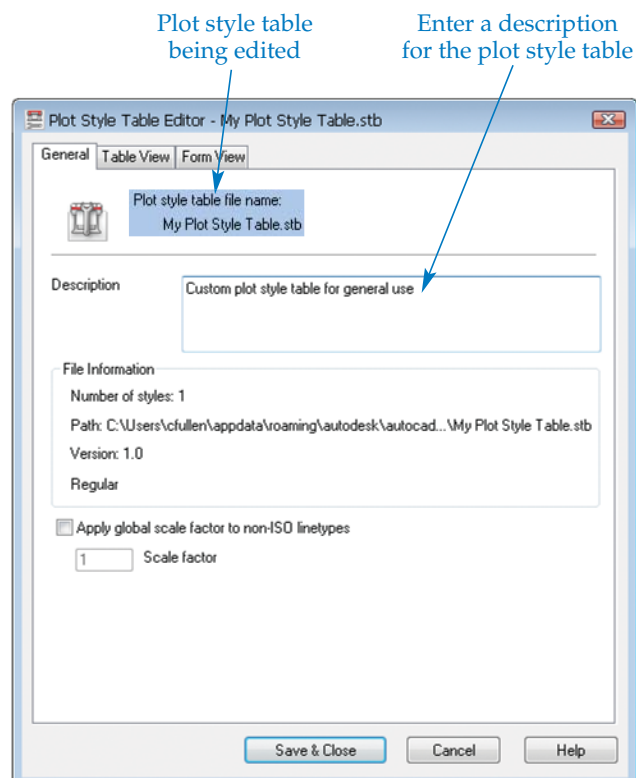 Plot style table
being edited
Enter a description
for the plot style table
Plot Style Table Editor - My Plot Style Table.stb
General
Table View
Form View
Plot style table file name:
My Plot Style Table.stb
Description
Custom plot style table for general use
File Information
Number of styles: 1
Path: C:\Users\cfullen\appdata\roaming\autodesk\autocad...\My Plot Style Table.stb
Version: 1.0
Regular
Apply global scale factor to non-ISO linetypes
1
Scale factor
Save & Close
Cancel
Help